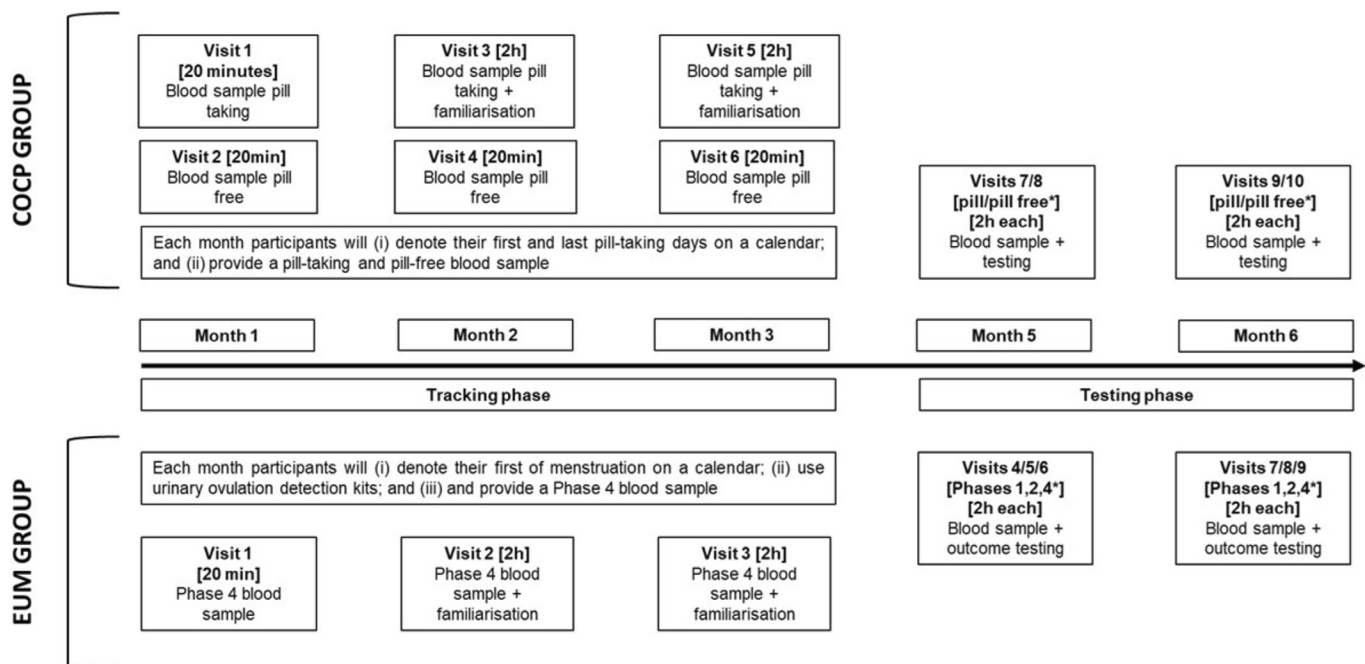 COCP GROUP
Visit 1
[20 minutes]
Blood sample pill
taking
Visit 3 [2h]
Blood sample pill
taking +
familiarisation
Visit 5 [2h]
Blood sample pill
taking +
familiarisation
Visit 2 [20min]
Blood sample pill
free
Visit 4 [20min]
Blood sample pill
free
Visit 6 [20min]
Blood sample pill
free
Visits 7/8
[pill/pill free*]
[2h each]
Blood sample +
testing
Visits 9/10
[pill/pill free*]
[2h each]
Blood sample +
testing
Each month participants will (i) denote their first and last pill-taking days on a calendar;
and (ii) provide a pill-taking and pill-free blood sample
Month 1
Month 2
Month 3
Month 5
Month 6
Tracking phase
Testing phase
EUM GROUP
Each month participants will (i) denote their first of menstruation on a calendar; (ii) use
urinary ovulation detection kits; and (iii) and provide a Phase 4 blood sample
Visits 4/5/6
[Phases 1,2,4*]
[2h each]
Blood sample +
outcome testing
Visits 7/8/9
[Phases 1,2,4*]
[2h each]
Blood sample +
outcome testing
Visit 1
[20 min]
Phase 4 blood
sample
Visit 2 [2h]
Phase 4 blood
sample +
familiarisation
Visit 3 [2h]
Phase 4 blood
sample +
familiarisation